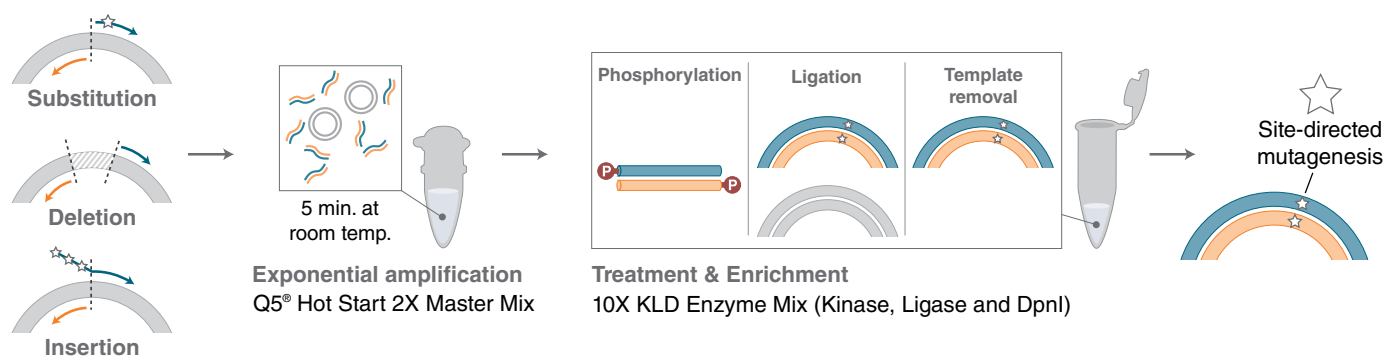 Substitution
Deletion
Insertion
5 min. at
room temp.
Exponential amplification
Q5® Hot Start 2X Master Mix
Phosphorylation
P
P
Ligation
Template
removal
Treatment & Enrichment
10X KLD Enzyme Mix (Kinase, Ligase and DpnI)
Site-directed
mutagenesis